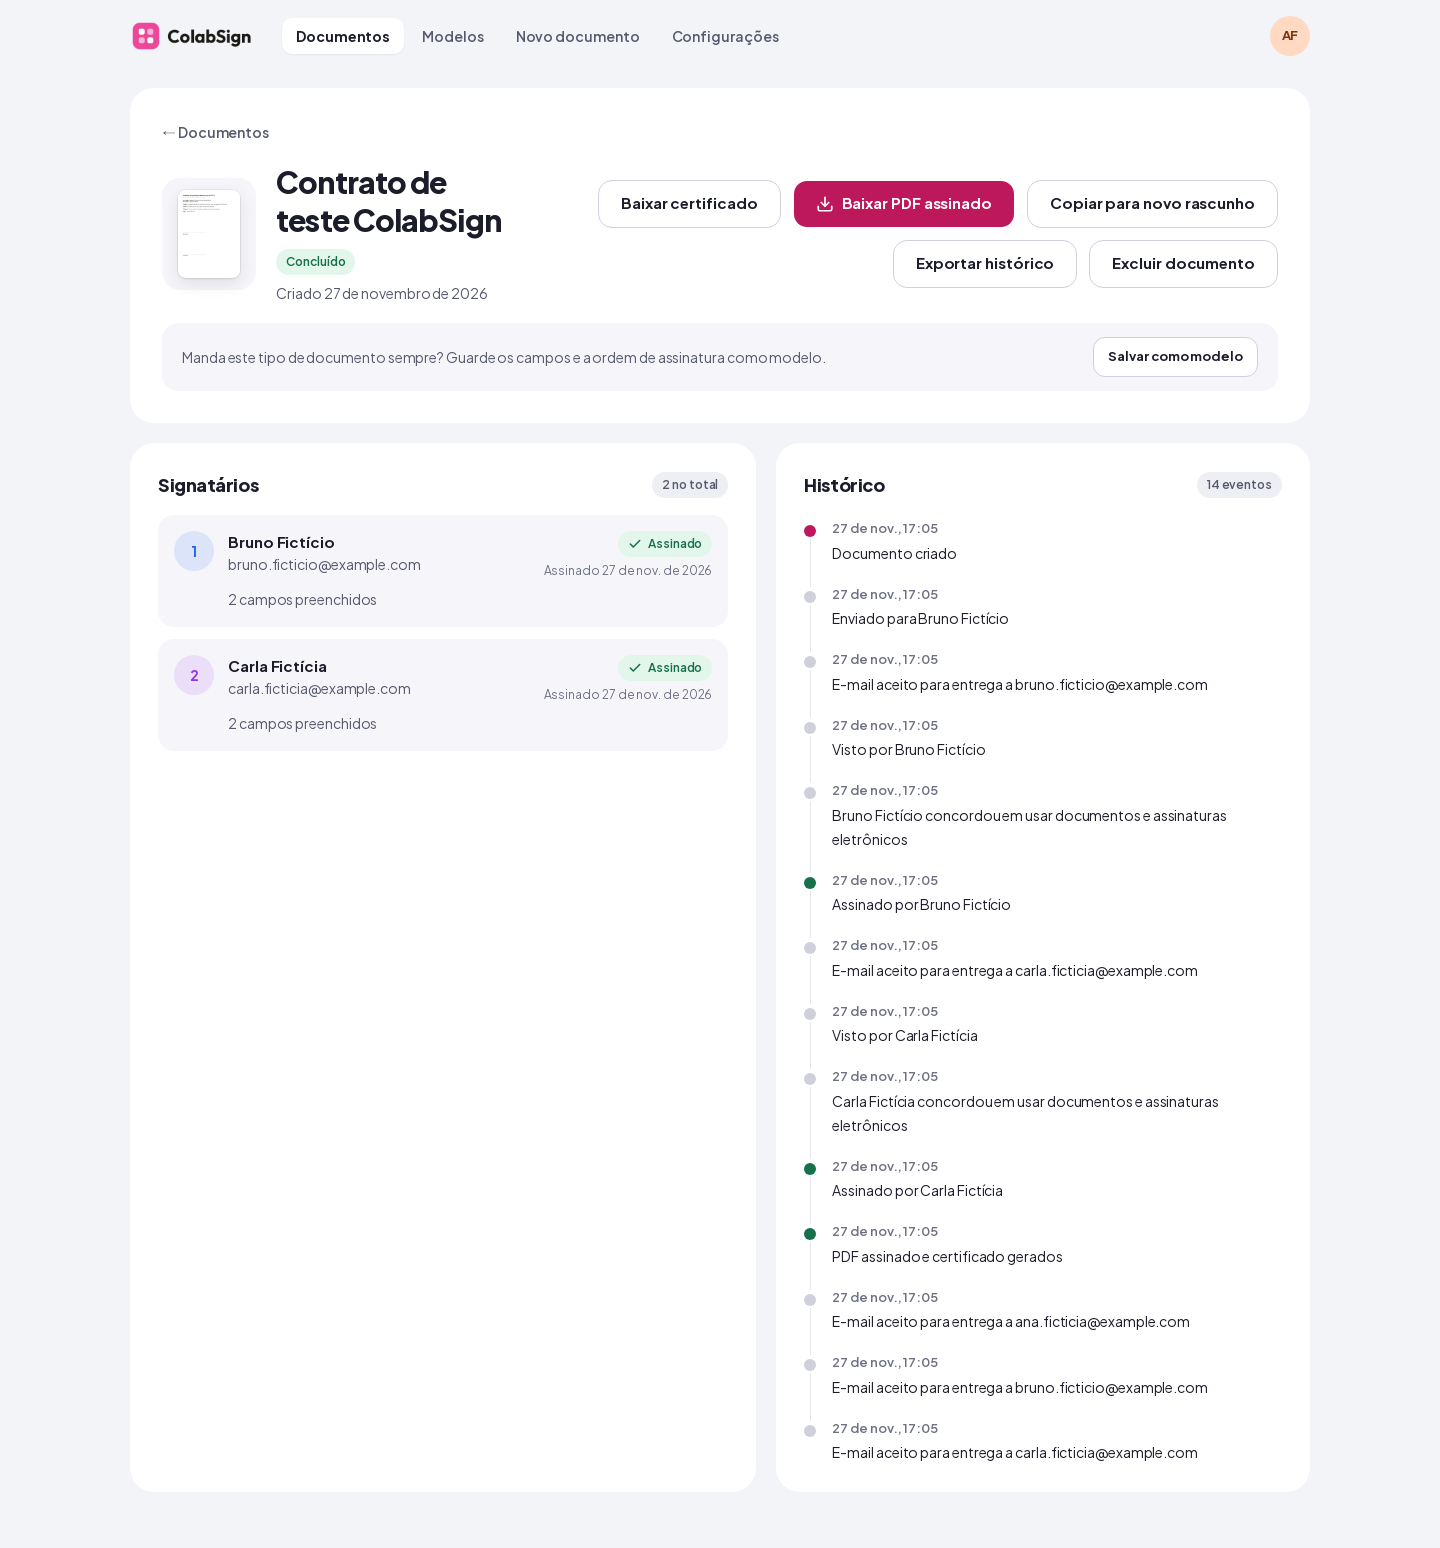 ColabSign
Documentos
Modelos
Novo documento
Configurações
AF
← Documentos
Contrato de
teste ColabSign
Concluído
Criado 27 de novembro de 2026
Baixar certificado
Baixar PDF assinado
Copiar para novo rascunho
Exportar histórico
Excluir documento
Manda este tipo de documento sempre? Guarde os campos e a ordem de assinatura como modelo.
Salvar como modelo
Signatários
2 no total
1
Bruno Fictício
bruno.ficticio@example.com
2 campos preenchidos
Assinado
Assinado 27 de nov. de 2026
2
Carla Fictícia
carla.ficticia@example.com
2 campos preenchidos
Assinado
Assinado 27 de nov. de 2026
Histórico
14 eventos
27 de nov., 17:05
Documento criado
27 de nov., 17:05
Enviado para Bruno Fictício
27 de nov., 17:05
E-mail aceito para entrega a bruno.ficticio@example.com
27 de nov., 17:05
Visto por Bruno Fictício
27 de nov., 17:05
Bruno Fictício concordou em usar documentos e assinaturas
eletrônicos
27 de nov., 17:05
Assinado por Bruno Fictício
27 de nov., 17:05
E-mail aceito para entrega a carla.ficticia@example.com
27 de nov., 17:05
Visto por Carla Fictícia
27 de nov., 17:05
Carla Fictícia concordou em usar documentos e assinaturas
eletrônicos
27 de nov., 17:05
Assinado por Carla Fictícia
27 de nov., 17:05
PDF assinado e certificado gerados
27 de nov., 17:05
E-mail aceito para entrega a ana.ficticia@example.com
27 de nov., 17:05
E-mail aceito para entrega a bruno.ficticio@example.com
27 de nov., 17:05
E-mail aceito para entrega a carla.ficticia@example.com